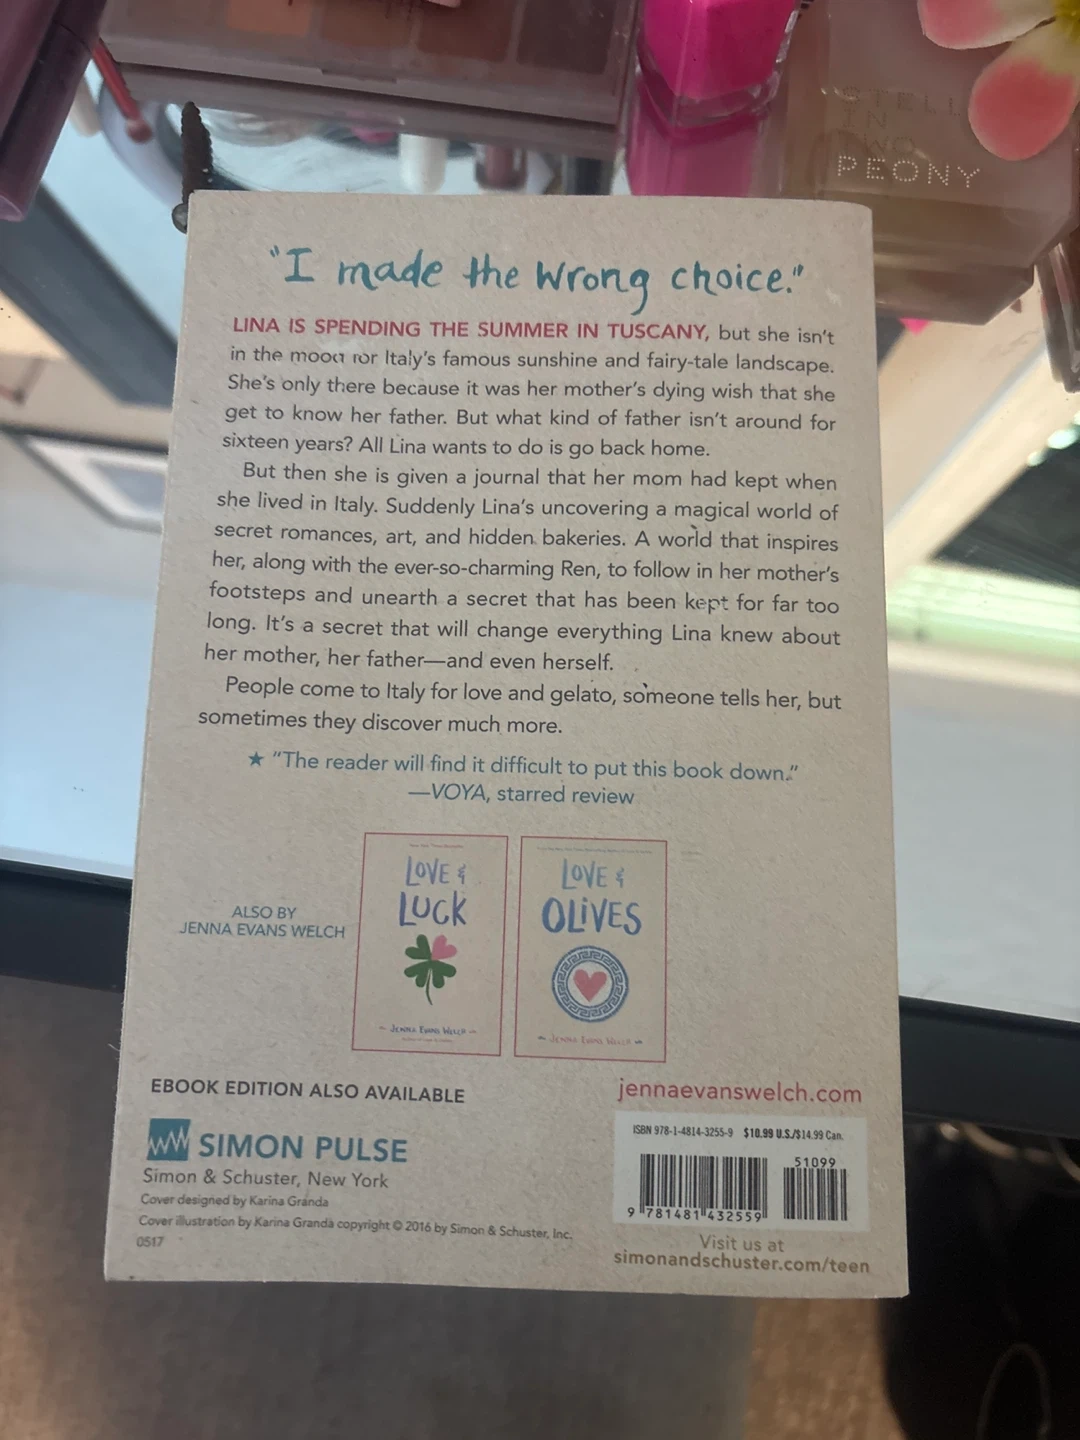 STELL
IN
TWO
PEONY
"I made the wrong choice."
LINA IS SPENDING THE SUMMER IN TUSCANY, but she isn't
in the mood for Italy's famous sunshine and fairy-tale landscape.
She's only there because it was her mother's dying wish that she
get to know her father. But what kind of father isn't around for
sixteen years? All Lina wants to do is go back home.
But then she is given a journal that her mom had kept when
she lived in Italy. Suddenly Lina's uncovering a magical world of
secret romances, art, and hidden bakeries. A world that inspires
her, along with the ever-so-charming Ren, to follow in her mother's
footsteps and unearth a secret that has been kept for far too
long. It's a secret that will change everything Lina knew about
her mother, her father—and even herself.
People come to Italy for love and gelato, someone tells her, but
sometimes they discover much more.
★ "The reader will find it difficult to put this book down."
—VOYA, starred review
ALSO BY
JENNA EVANS WELCH
LOVE &
LUCK
JENNA EVANS WELCH
LOVE &
OLIVES
JENNA EVANS WELCH
EBOOK EDITION ALSO AVAILABLE
SIMON PULSE
Simon & Schuster, New York
Cover designed by Karina Granda
Cover illustration by Karina Granda copyright © 2016 by Simon & Schuster, Inc.
0517
jennaevanswelch.com
ISBN 978-1-4814-3255-9 $10.99 U.S./$14.99 Can.
51099
9 781481 432559
Visit us at
simonandschuster.com/teen